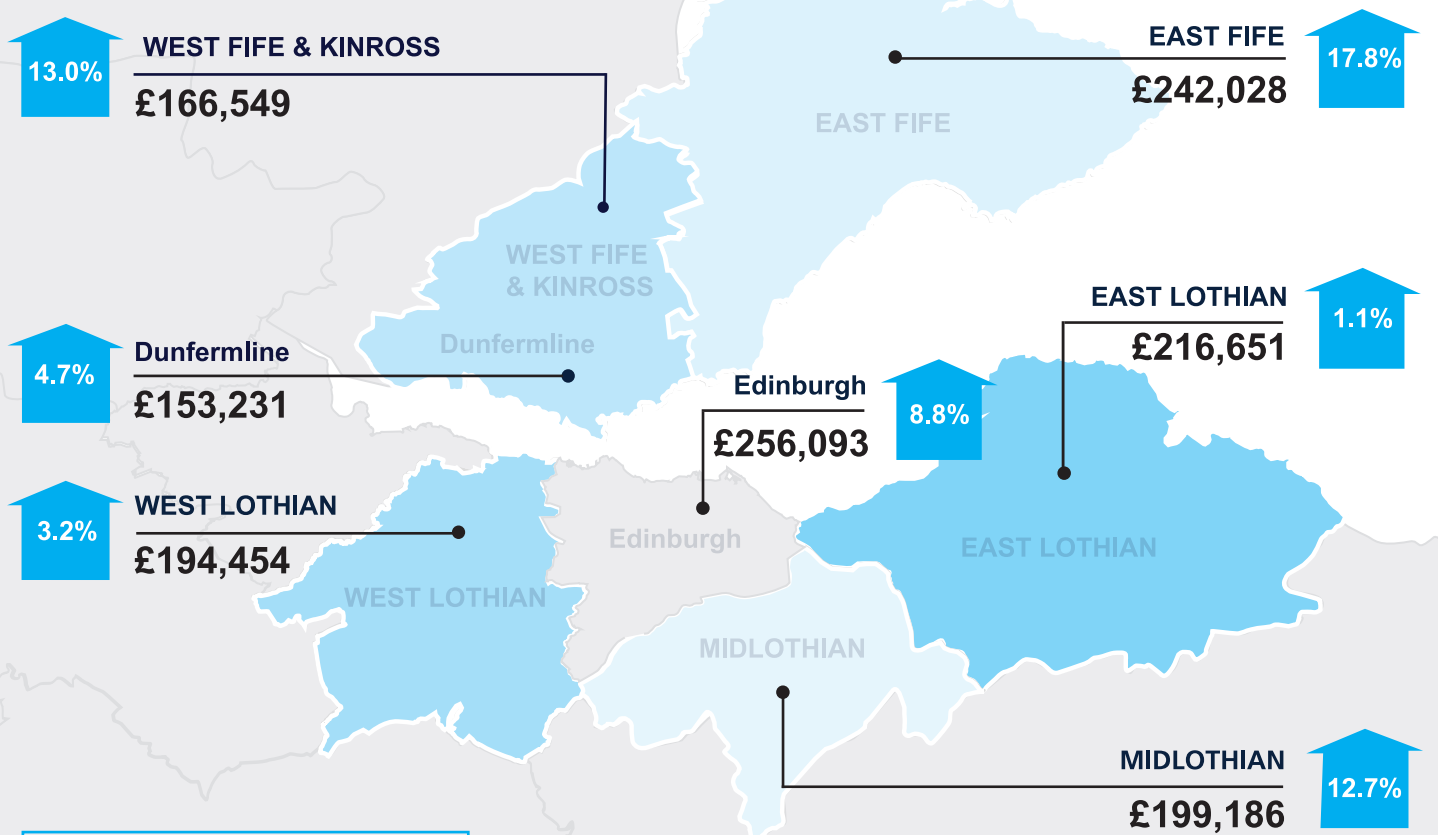 13.0%
WEST FIFE & KINROSS
£166,549
EAST FIFE
£242,028
17.8%
EAST FIFE
WEST FIFE
& KINROSS
Dunfermline
4.7%
Dunfermline
£153,231
EAST LOTHIAN
£216,651
1.1%
Edinburgh
£256,093
8.8%
3.2%
WEST LOTHIAN
£194,454
Edinburgh
EAST LOTHIAN
WEST LOTHIAN
MIDLOTHIAN
MIDLOTHIAN
£199,186
12.7%